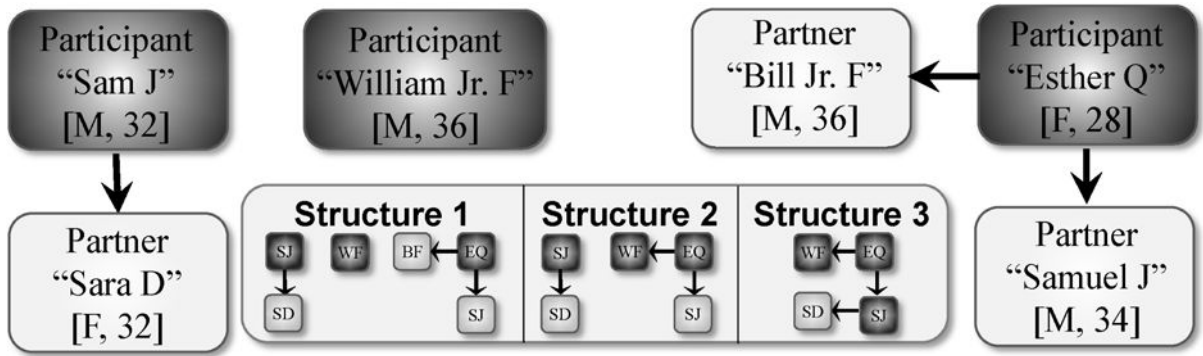 Participant
“Sam J”
[M, 32]
Participant
“William Jr. F”
[M, 36]
Partner
“Bill Jr. F”
[M, 36]
Participant
“Esther Q”
[F, 28]
Partner
“Sara D”
[F, 32]
Structure 1
SJ WF BF EQ
SD SJ
Structure 2
SJ WF EQ
SD SJ
Structure 3
WF EQ
SD SJ
Partner
“Samuel J”
[M, 34]